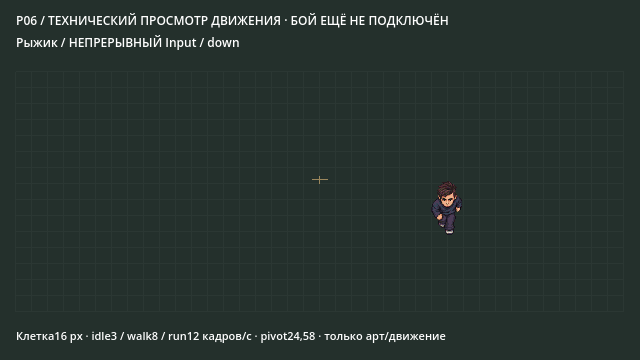 P06 / ТЕХНИЧЕСКИЙ ПРОСМОТР ДВИЖЕНИЯ · БОЙ ЕЩЁ НЕ ПОДКЛЮЧЁН
Рыжик / НЕПРЕРЫВНЫЙ Input / down
Клетка16 px · idle3 / walk8 / run12 кадров/с · pivot24,58 · только арт/движение